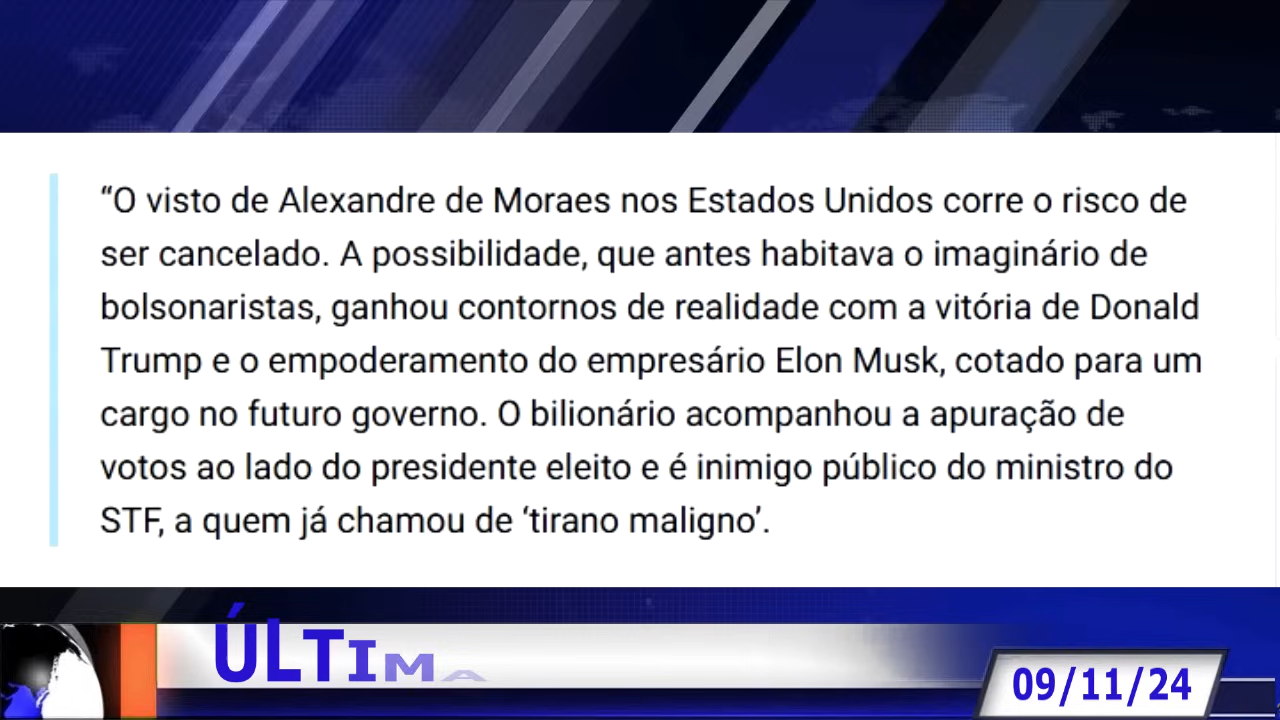 “O visto de Alexandre de Moraes nos Estados Unidos corre o risco de
ser cancelado. A possibilidade, que antes habitava o imaginário de
bolsonaristas, ganhou contornos de realidade com a vitória de Donald
Trump e o empoderamento do empresário Elon Musk, cotado para um
cargo no futuro governo. O bilionário acompanhou a apuração de
votos ao lado do presidente eleito e é inimigo público do ministro do
STF, a quem já chamou de ‘tirano maligno’.
ÚLTIMA
09/11/24